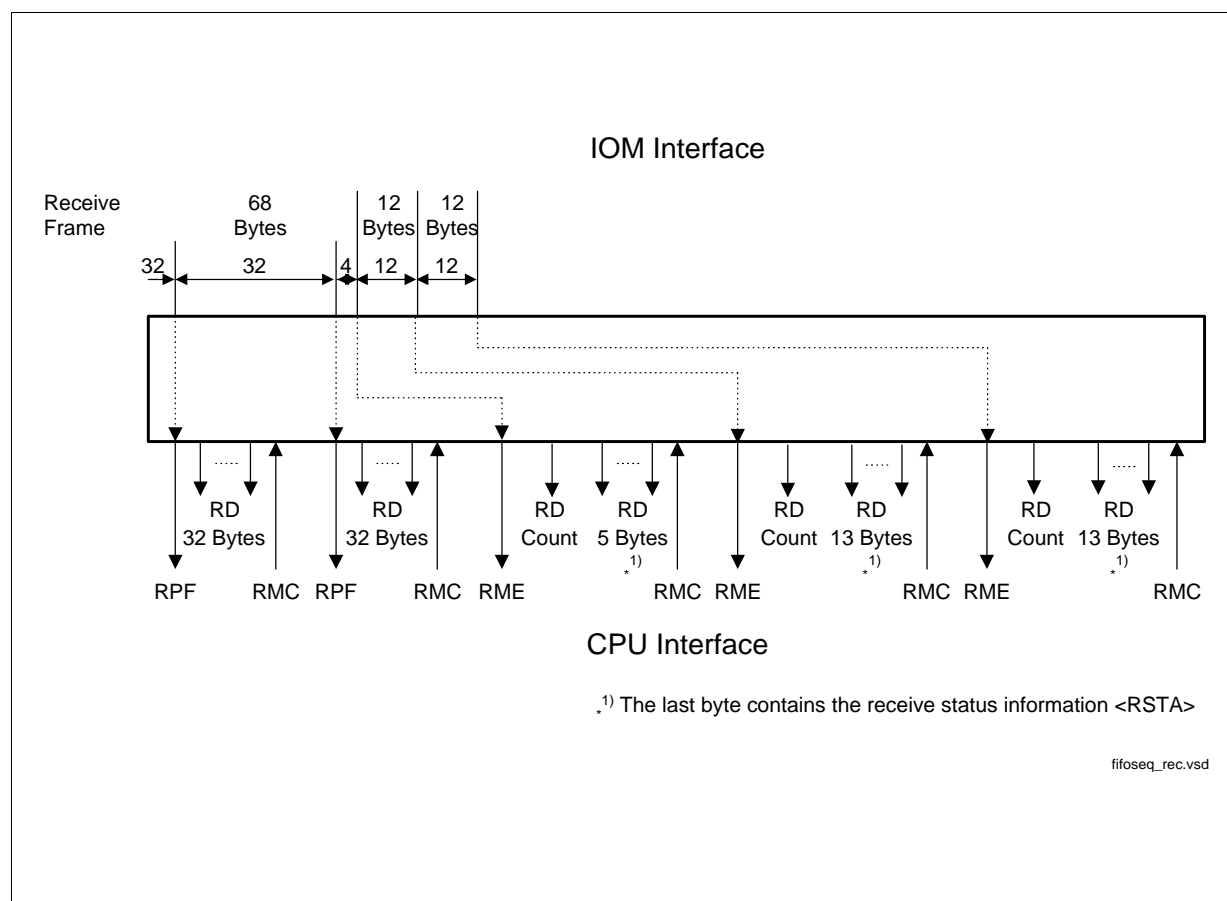 IOM Interface
Receive Frame
68 Bytes
12 Bytes
12 Bytes
32
32
4
12
12
.....
.....
.....
.....
.....
RD
RD
RD
RD
RD
RD
RD
RD
32 Bytes
32 Bytes
Count
5 Bytes
Count
13 Bytes
Count
13 Bytes
*1)
*1)
*1)
RPF
RMC
RPF
RMC
RME
RMC
RME
RMC
RME
RMC
CPU Interface
*1) The last byte contains the receive status information <RSTA>
fifoseq_rec.vsd